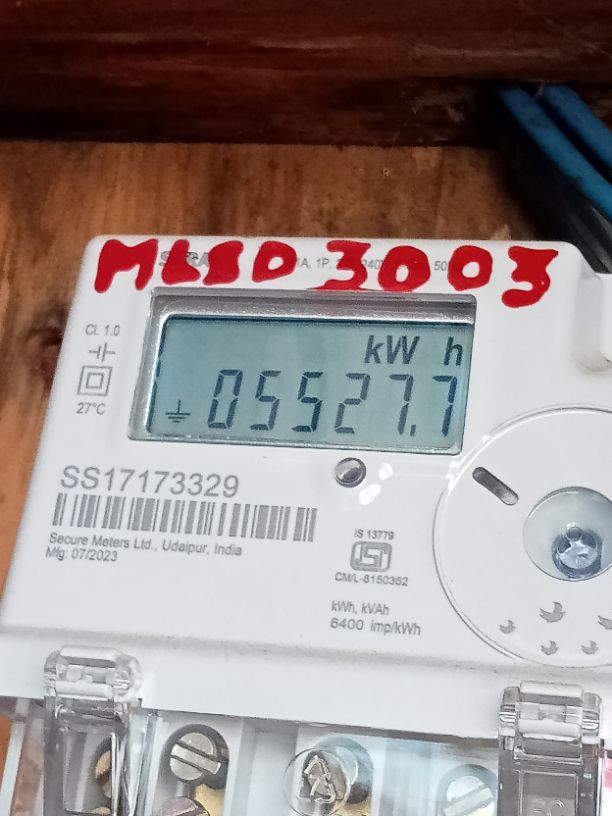 MLSD 3003
Cl. 1.0
27°C
kW h
05527.7
SS17173329
Secure Meters Ltd., Udaipur, India
Mfg: 07/2023
IS 13779
ISI
CM/L-8150362
kWh, kVAh
6400 imp/kWh